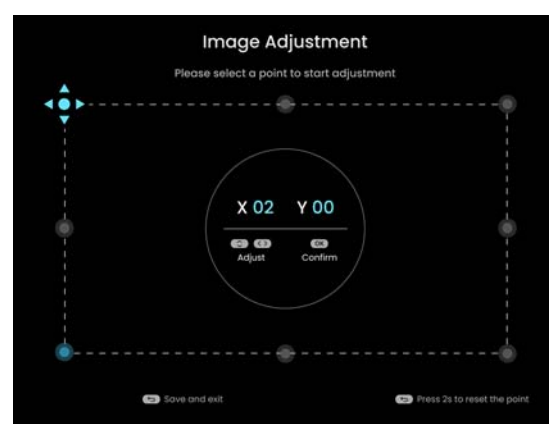 Image Adjustment
Please select a point to start adjustment
X 02 Y 00
OK
Adjust Confirm
Save and exit Press 2s to reset the point